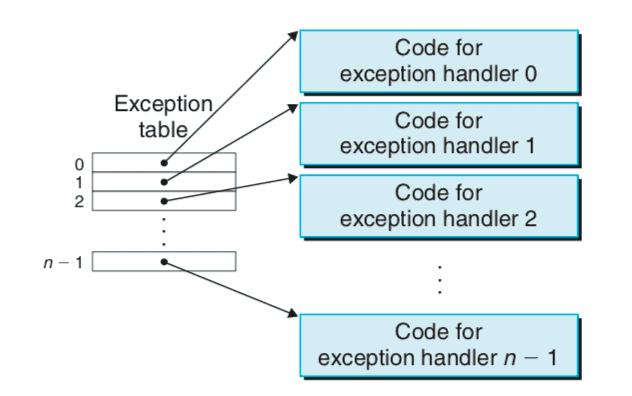 Code for
exception handler 0
Exception
table
Code for
exception handler 1
0
1
2
Code for
exception handler 2
n − 1
Code for
exception handler n − 1